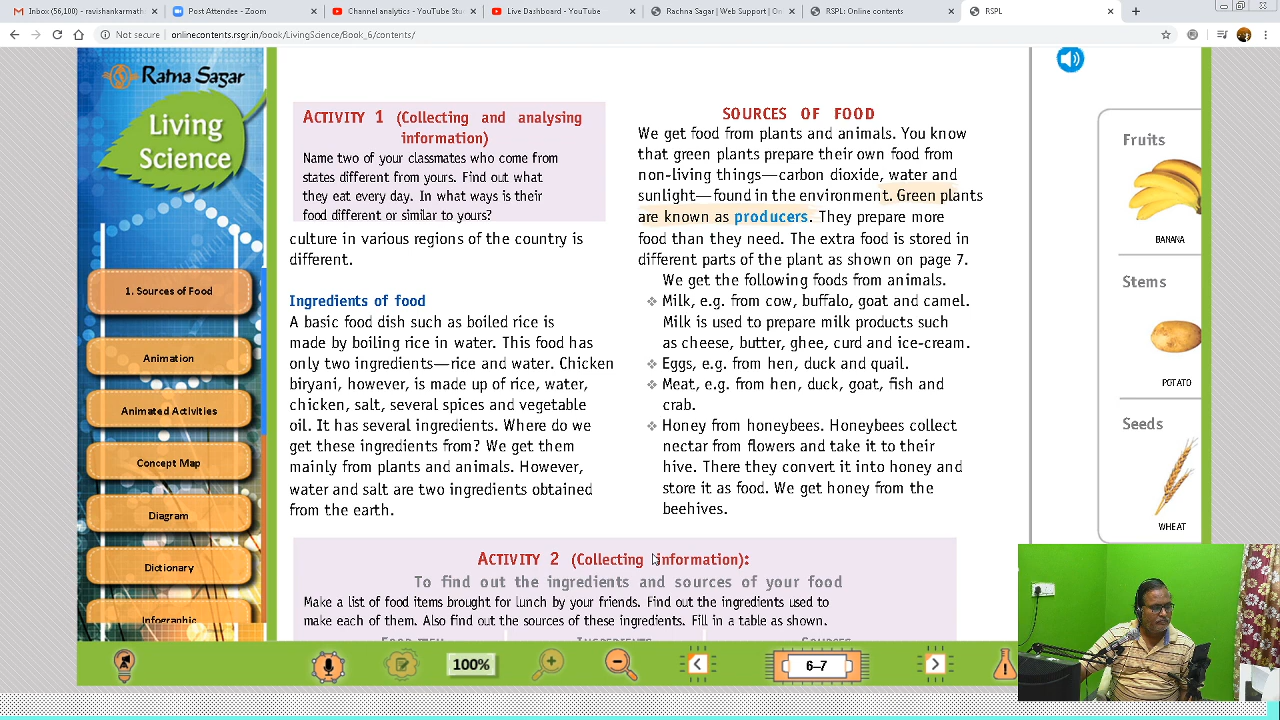 Inbox (56,100) - ravishankarmath
Post Attendee - Zoom
Channel analytics - YouTube Stu
Live Dashboard - YouTube
Rachna Sagar | Web Support | On
RSPL: Online Contents
RSPL
Not secure | onlinecontents.rsgr.in/book/LivingScience/Book_6/contents/
Ratna Sagar
Living
Science
1. Sources of Food
Animation
Animated Activities
Concept Map
Diagram
Dictionary
Infographic
ACTIVITY 1 (Collecting and analysing
information)
Name two of your classmates who come from
states different from yours. Find out what
they eat every day. In what ways is their
food different or similar to yours?
culture in various regions of the country is
different.
Ingredients of food
A basic food dish such as boiled rice is
made by boiling rice in water. This food has
only two ingredients—rice and water. Chicken
biryani, however, is made up of rice, water,
chicken, salt, several spices and vegetable
oil. It has several ingredients. Where do we
get these ingredients from? We get them
mainly from plants and animals. However,
water and salt are two ingredients obtained
from the earth.
SOURCES OF FOOD
We get food from plants and animals. You know
that green plants prepare their own food from
non-living things—carbon dioxide, water and
sunlight—found in the environment. Green plants
are known as producers. They prepare more
food than they need. The extra food is stored in
different parts of the plant as shown on page 7.
We get the following foods from animals.
❖ Milk, e.g. from cow, buffalo, goat and camel.
Milk is used to prepare milk products such
as cheese, butter, ghee, curd and ice-cream.
❖ Eggs, e.g. from hen, duck and quail.
❖ Meat, e.g. from hen, duck, goat, fish and
crab.
❖ Honey from honeybees. Honeybees collect
nectar from flowers and take it to their
hive. There they convert it into honey and
store it as food. We get honey from the
beehives.
ACTIVITY 2 (Collecting information):
To find out the ingredients and sources of your food
Make a list of food items brought for lunch by your friends. Find out the ingredients used to
make each of them. Also find out the sources of these ingredients. Fill in a table as shown.
FOOD ITEM INGREDIENTS SOURCES
Fruits
BANANA
Stems
POTATO
Seeds
WHEAT
100%
6–7